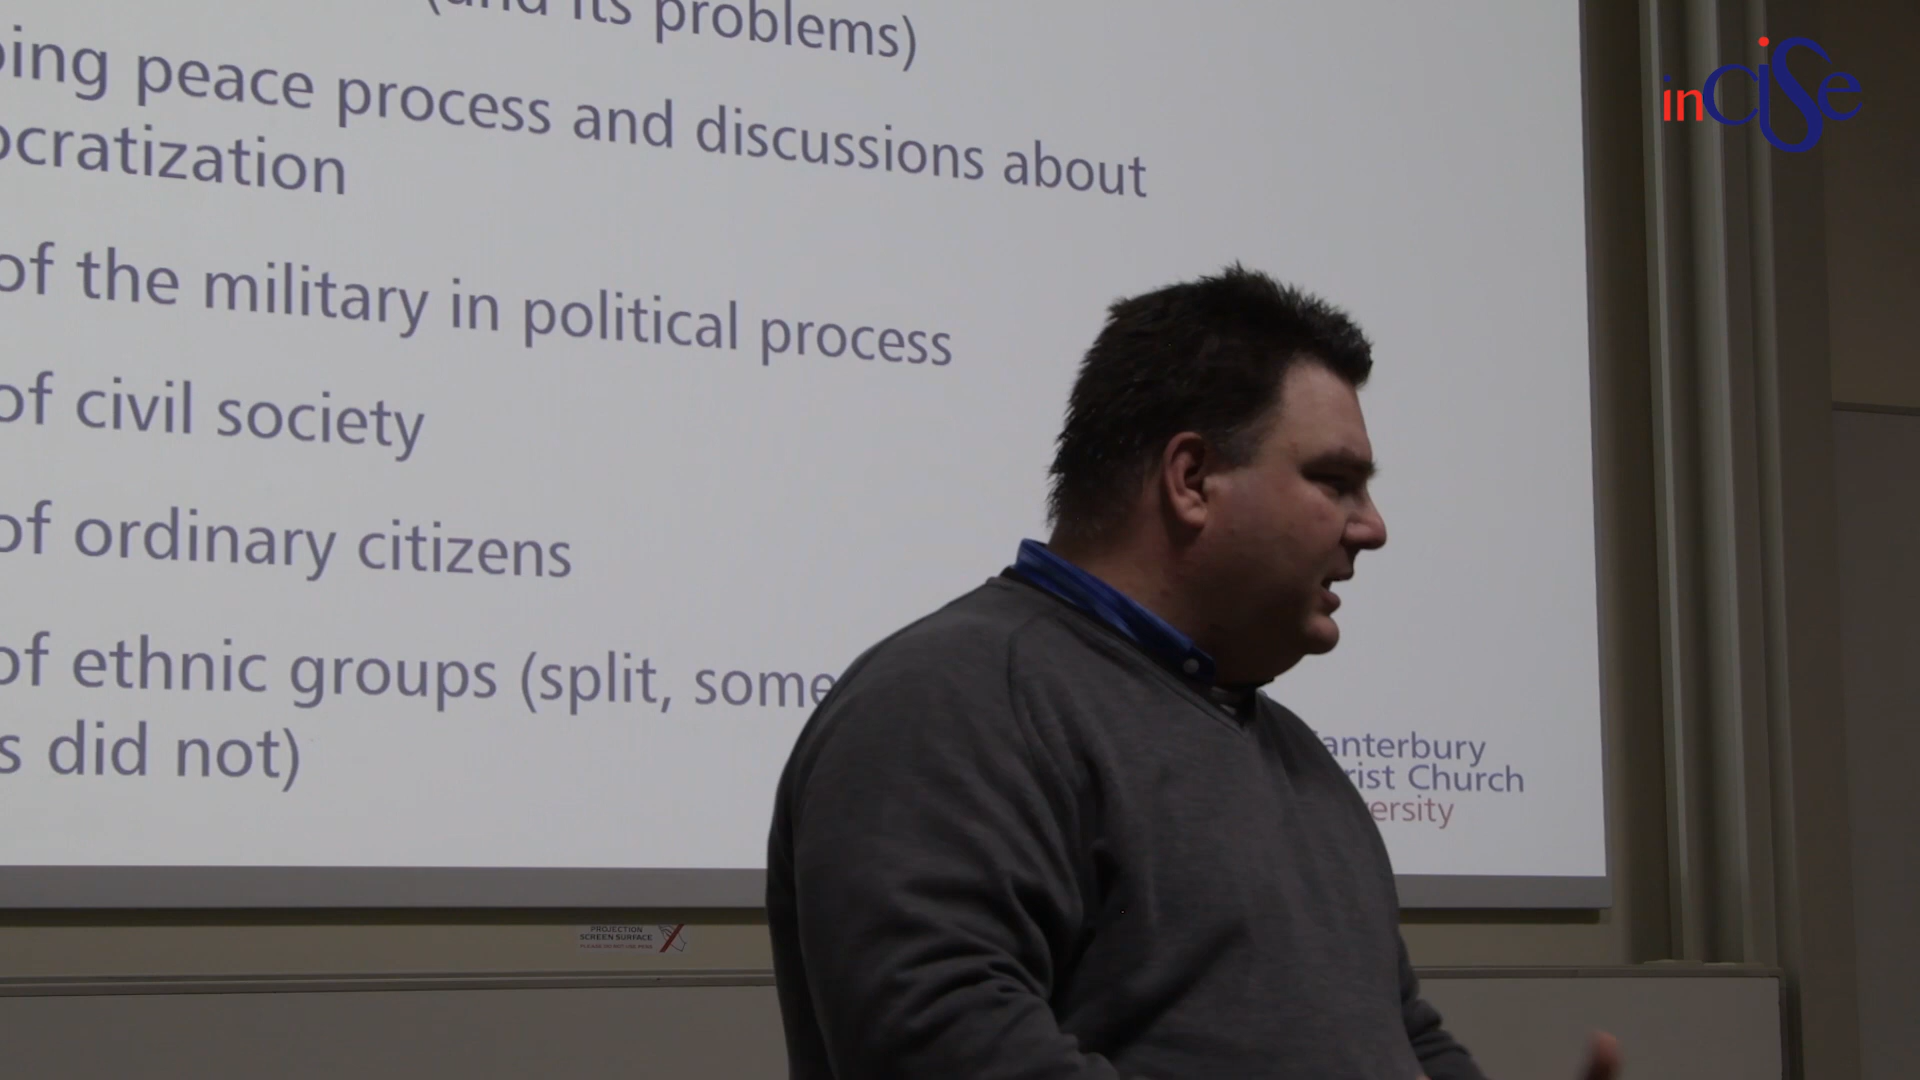 (and its problems)
inCISe
ing peace process and discussions about
ocratization
of the military in political process
of civil society
of ordinary citizens
of ethnic groups (split, some
s did not)
anterbury
rist Church
ersity
PROJECTION
SCREEN SURFACE